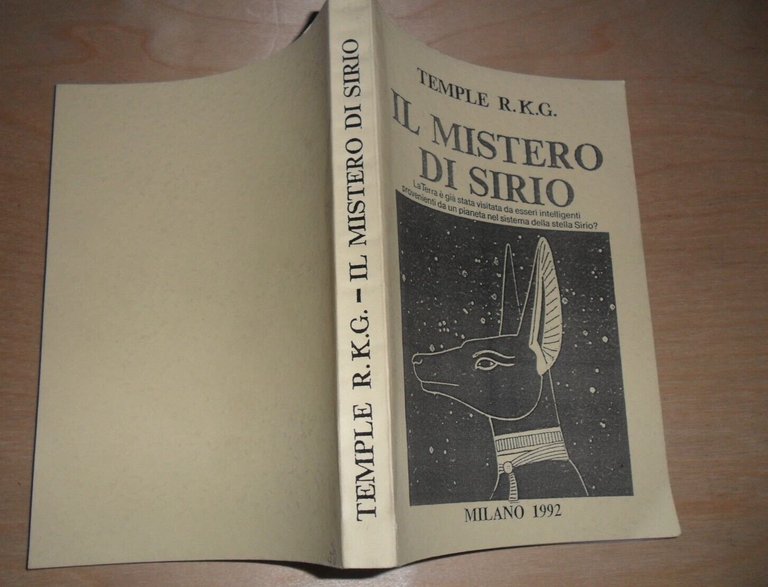 TEMPLE R.K.G. – IL MISTERO DI SIRIO
TEMPLE R.K.G.
IL MISTERO
DI SIRIO
La Terra è già stata visitata da esseri intelligenti
provenienti da un pianeta nel sistema della stella Sirio?
MILANO 1992